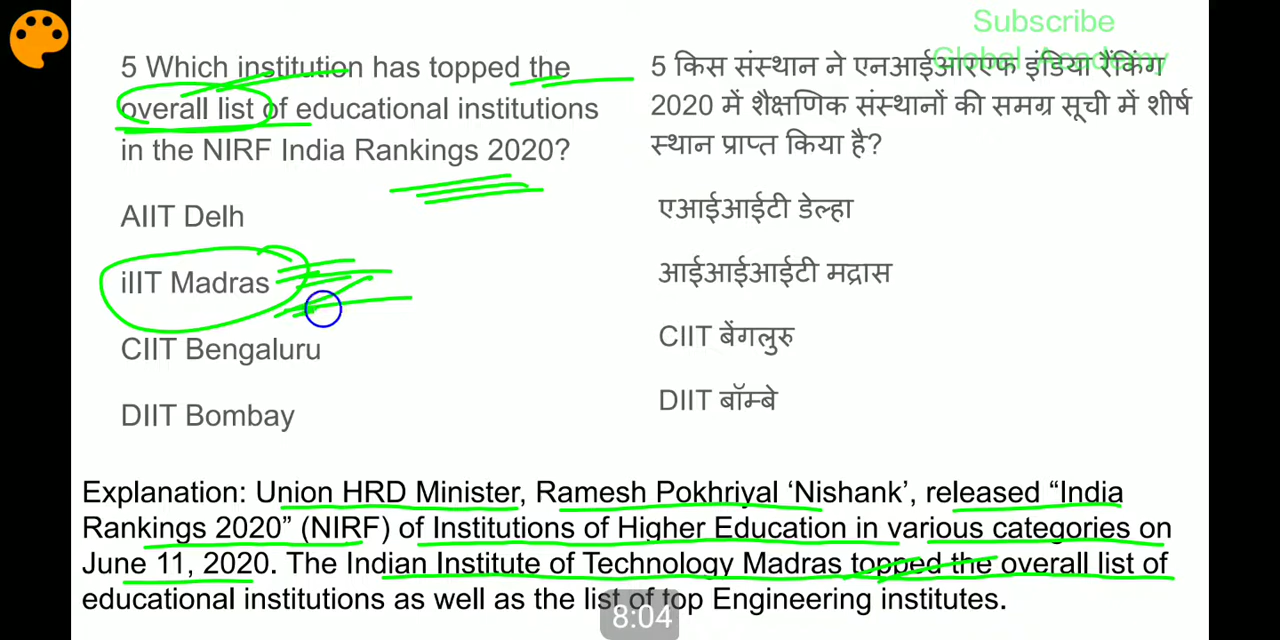 Subscribe
Global Academy
5 Which institution has topped the
overall list of educational institutions
in the NIRF India Rankings 2020?
AIIT Delh
iIIT Madras
CIIT Bengaluru
DIIT Bombay
5 किस संस्थान ने एनआईआरएफ इंडिया रैंकिंग
2020 में शैक्षणिक संस्थानों की समग्र सूची में शीर्ष
स्थान प्राप्त किया है?
एआईआईटी डेल्हा
आईआईआईटी मद्रास
CIIT बेंगलुरु
DIIT बॉम्बे
Explanation: Union HRD Minister, Ramesh Pokhriyal ‘Nishank’, released “India
Rankings 2020” (NIRF) of Institutions of Higher Education in various categories on
June 11, 2020. The Indian Institute of Technology Madras topped the overall list of
educational institutions as well as the list of top Engineering institutes.
8:04